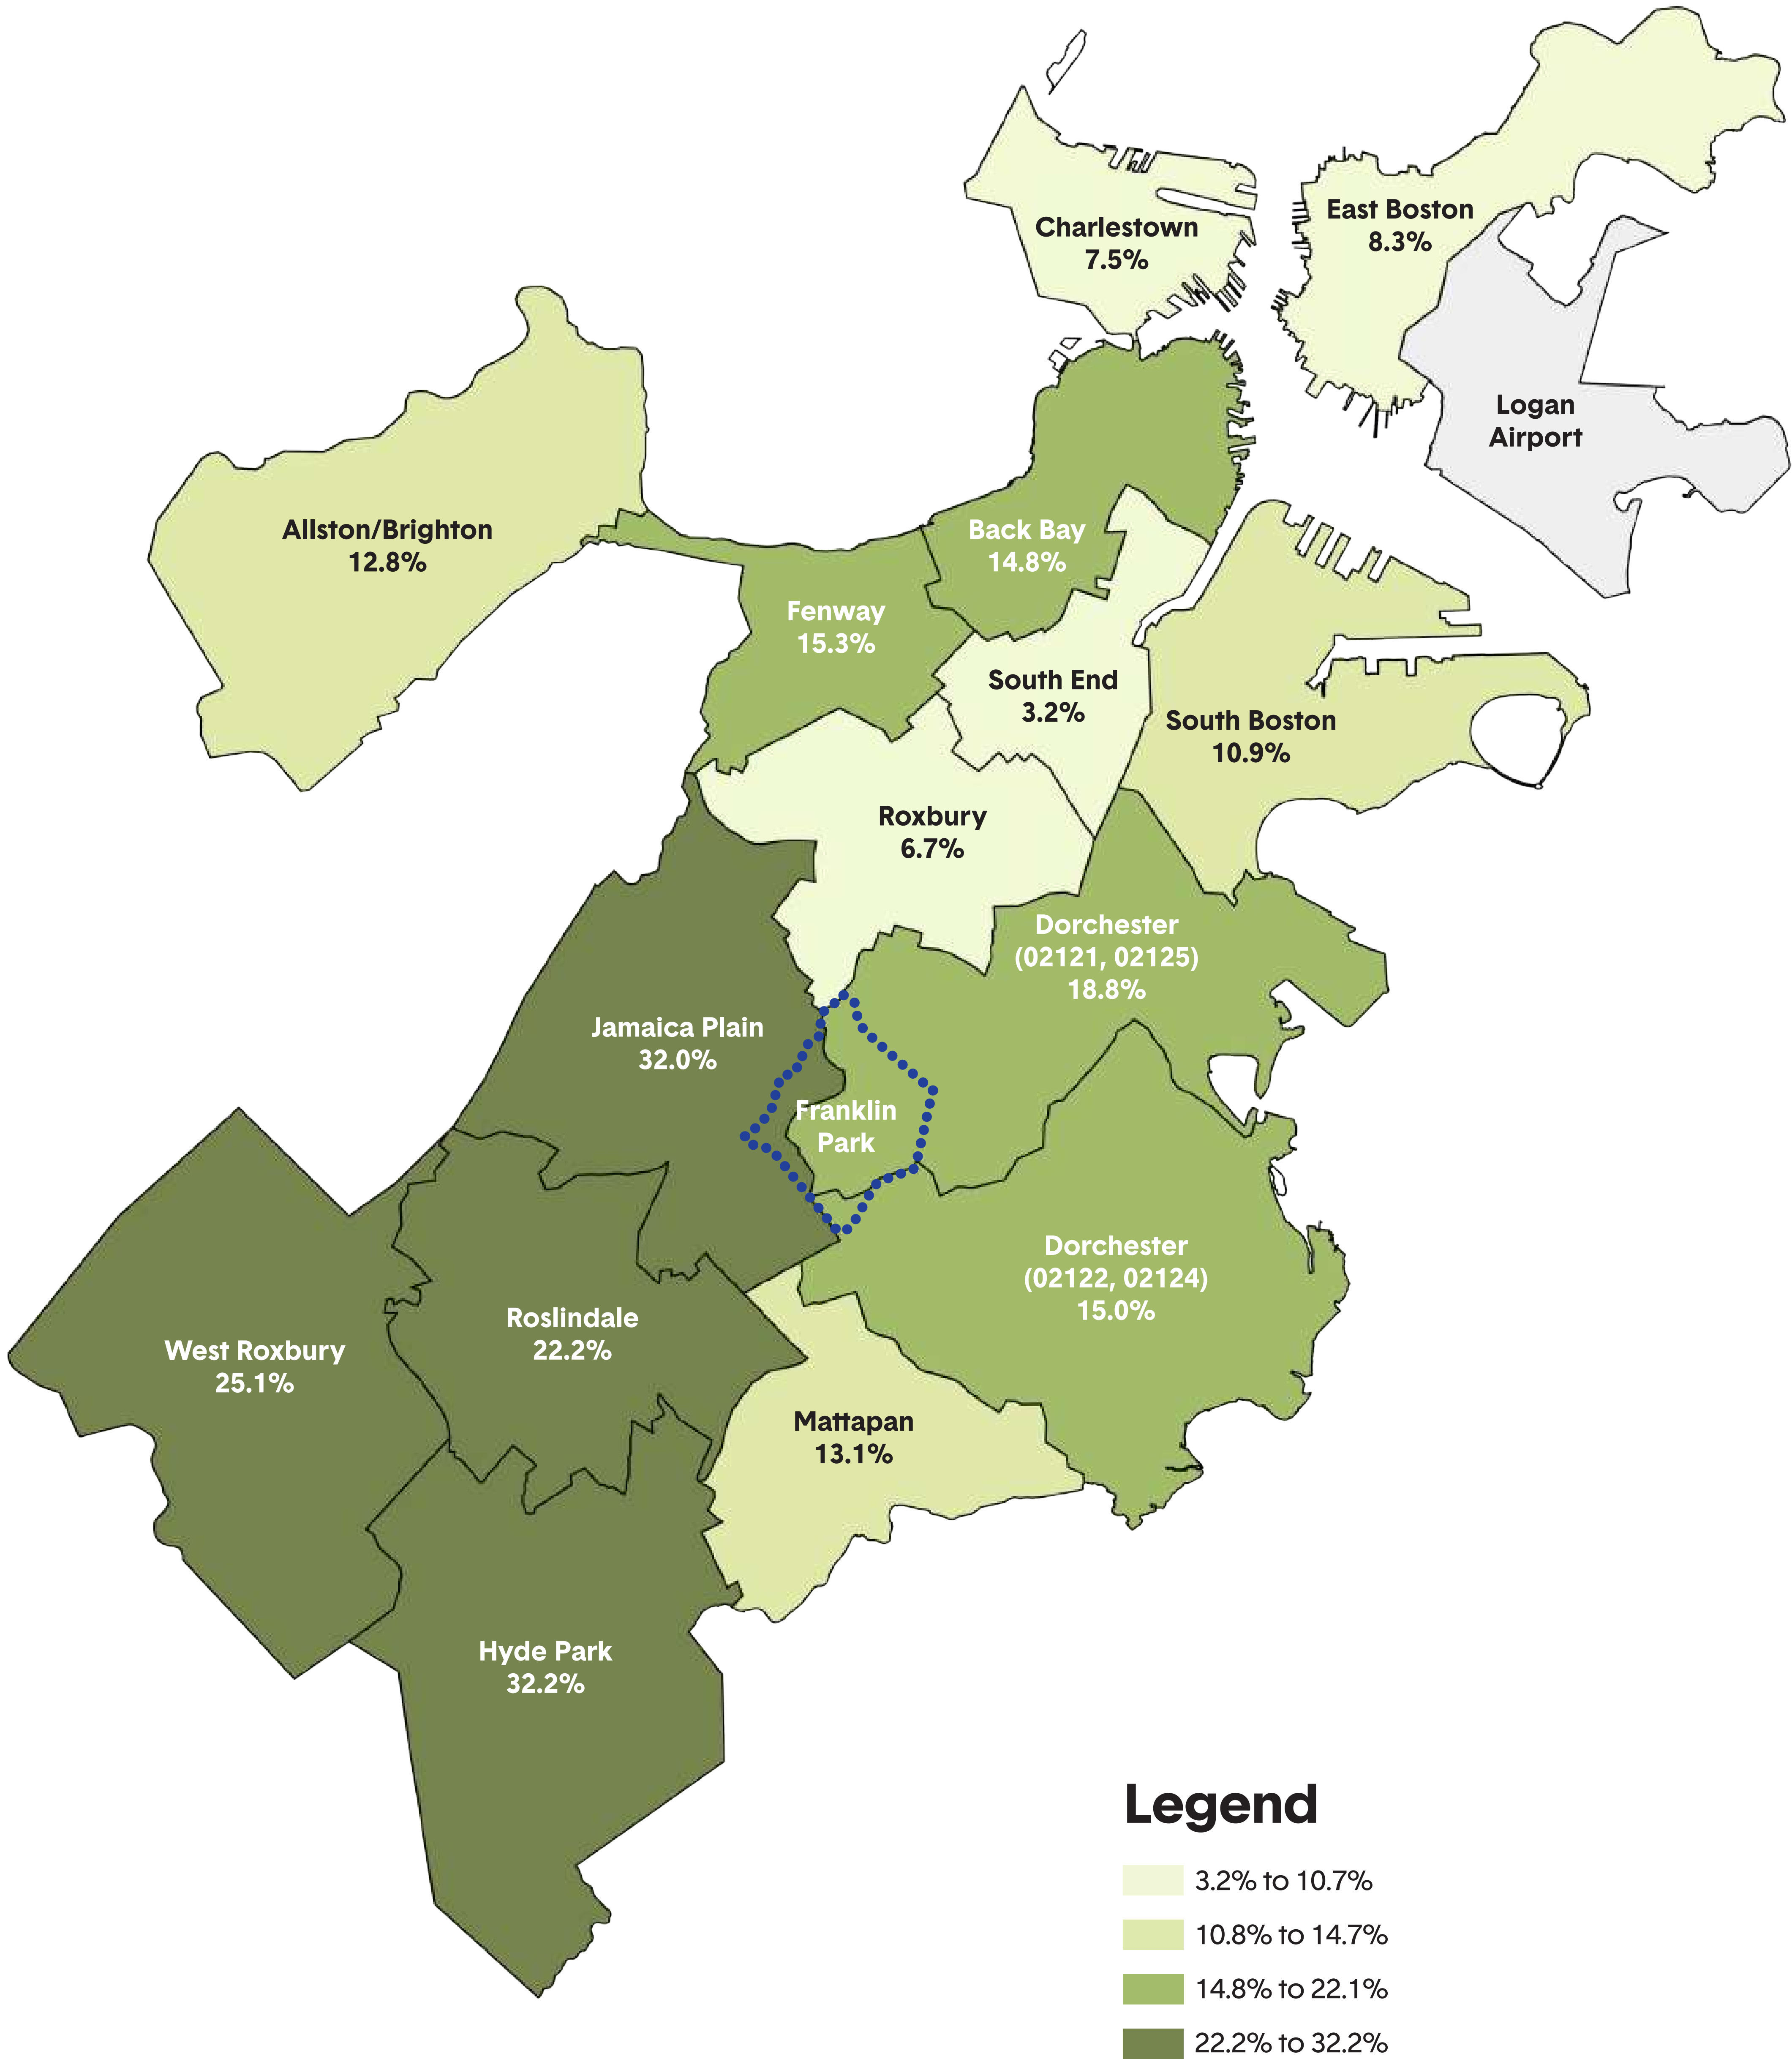 Charlestown
7.5%
East Boston
8.3%
Logan
Airport
Allston/Brighton
12.8%
Back Bay
14.8%
Fenway
15.3%
South End
3.2%
South Boston
10.9%
Roxbury
6.7%
Dorchester
(02121, 02125)
18.8%
Jamaica Plain
32.0%
Franklin
Park
Dorchester
(02122, 02124)
15.0%
Roslindale
22.2%
West Roxbury
25.1%
Mattapan
13.1%
Hyde Park
32.2%
Legend
3.2% to 10.7%
10.8% to 14.7%
14.8% to 22.1%
22.2% to 32.2%